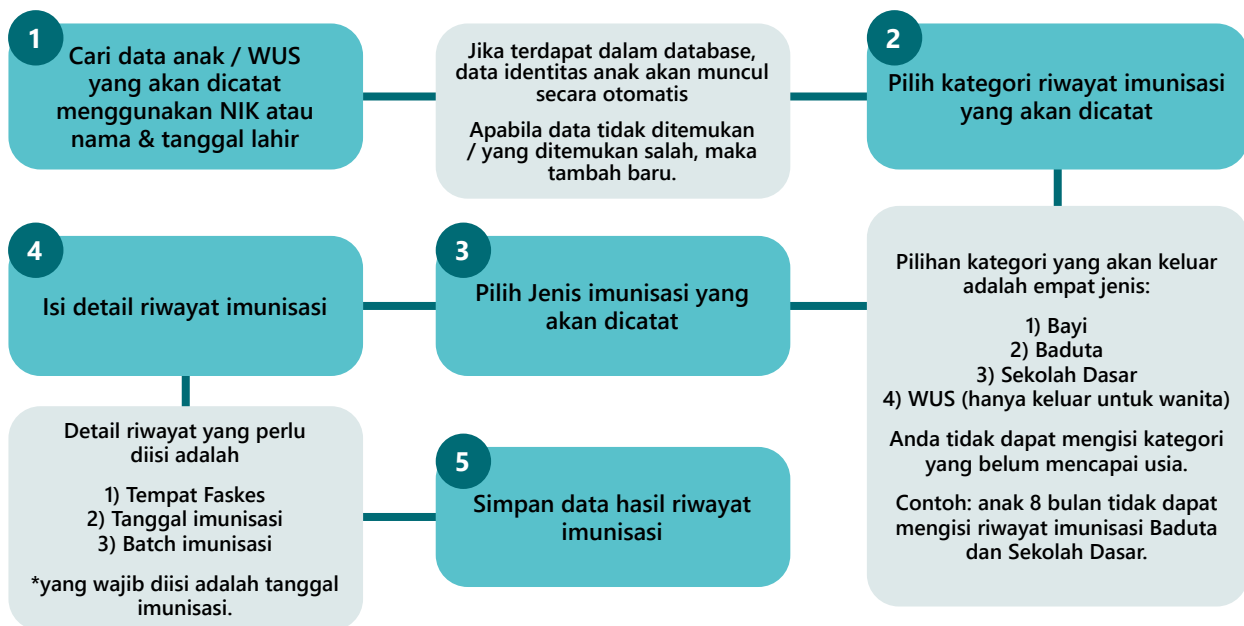 1
Cari data anak / WUS
yang akan dicatat
menggunakan NIK atau
nama & tanggal lahir
Jika terdapat dalam database,
data identitas anak akan muncul
secara otomatis
Apabila data tidak ditemukan
/ yang ditemukan salah, maka
tambah baru.
2
Pilih kategori riwayat imunisasi
yang akan dicatat
Pilihan kategori yang akan keluar
adalah empat jenis:
1) Bayi
2) Baduta
3) Sekolah Dasar
4) WUS (hanya keluar untuk wanita)
Anda tidak dapat mengisi kategori
yang belum mencapai usia.
Contoh: anak 8 bulan tidak dapat
mengisi riwayat imunisasi Baduta
dan Sekolah Dasar.
3
Pilih Jenis imunisasi yang
akan dicatat
4
Isi detail riwayat imunisasi
Detail riwayat yang perlu
diisi adalah
1) Tempat Faskes
2) Tanggal imunisasi
3) Batch imunisasi
*yang wajib diisi adalah tanggal
imunisasi.
5
Simpan data hasil riwayat
imunisasi